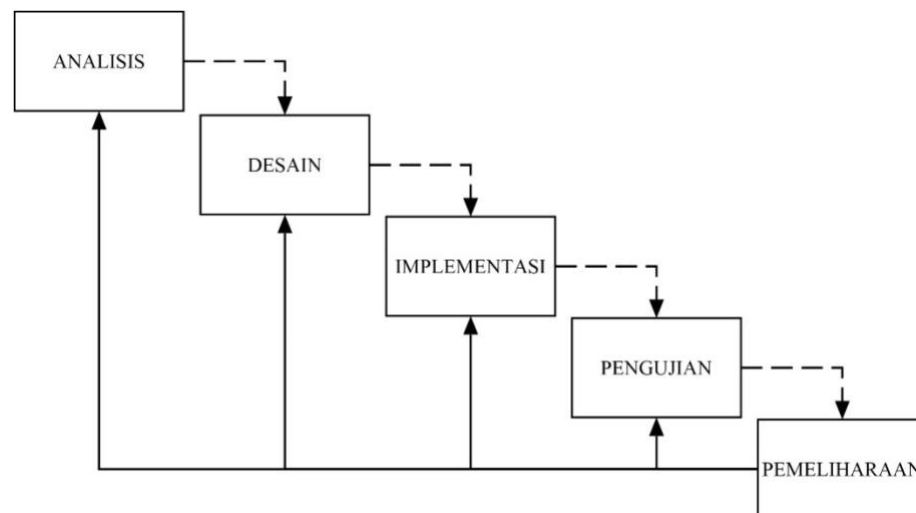 ANALISIS
DESAIN
IMPLEMENTASI
PENGUJIAN
PEMELIHARAAN